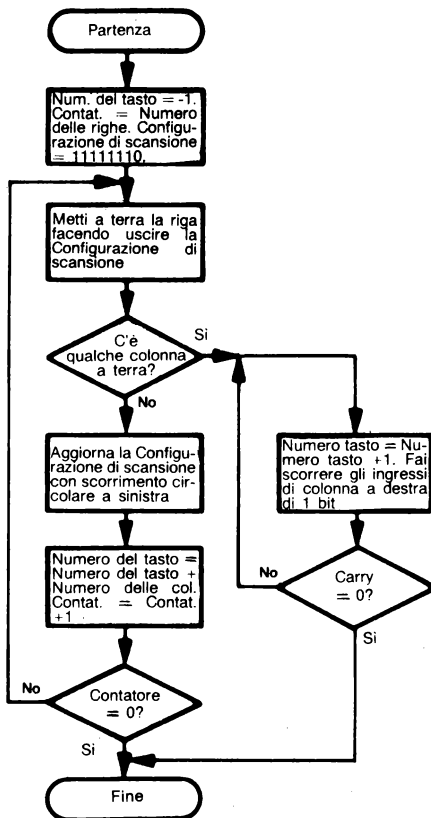 Partenza
Num. del tasto = -1.
Contat. = Numero
delle righe. Configu-
razione di scansione
= 11111110.
Metti a terra la riga
facendo uscire la
Configurazione di
scansione
C'è
qualche colonna
a terra?
Si
No
Aggiorna la Configu-
razione di scansione
con scorrimento cir-
colare a sinistra
Numero del tasto =
Numero del tasto +
Numero delle col.
Contat. = Contat.
+1
No
Contatore
= 0?
Si
Fine
Numero tasto = Nu-
mero tasto +1. Fai
scorrere gli ingressi
di colonna a destra
di 1 bit
No
Carry
= 0?
Si